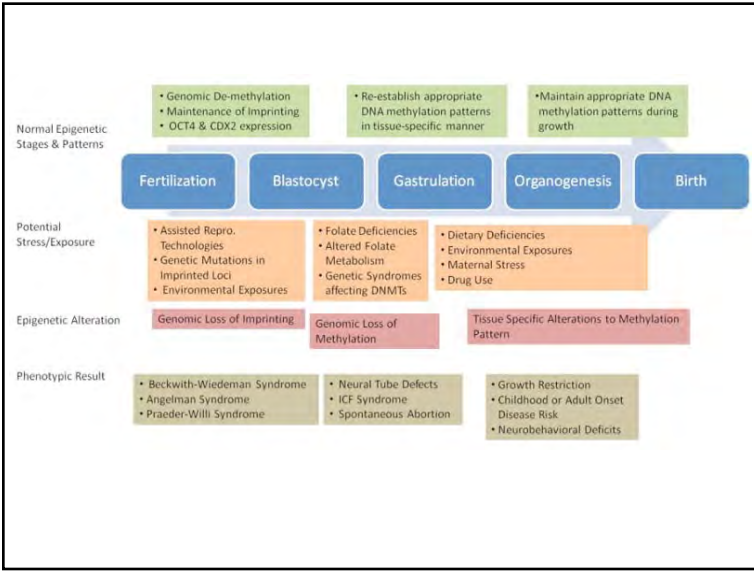 • Genomic De-methylation
• Maintenance of Imprinting
• OCT4 & CDX2 expression
• Re-establish appropriate
DNA methylation patterns
in tissue-specific manner
• Maintain appropriate DNA
methylation patterns during
growth
Normal Epigenetic
Stages & Patterns
Fertilization
Blastocyst
Gastrulation
Organogenesis
Birth
Potential
Stress/Exposure
• Assisted Repro.
Technologies
• Genetic Mutations in
Imprinted Loci
• Environmental Exposures
• Folate Deficiencies
• Altered Folate
Metabolism
• Genetic Syndromes
affecting DNMTs
• Dietary Deficiencies
• Environmental Exposures
• Maternal Stress
• Drug Use
Epigenetic Alteration
Genomic Loss of Imprinting
Genomic Loss of
Methylation
Tissue Specific Alterations to Methylation
Pattern
Phenotypic Result
• Beckwith-Wiedeman Syndrome
• Angelman Syndrome
• Praeder-Willi Syndrome
• Neural Tube Defects
• ICF Syndrome
• Spontaneous Abortion
• Growth Restriction
• Childhood or Adult Onset
Disease Risk
• Neurobehavioral Deficits